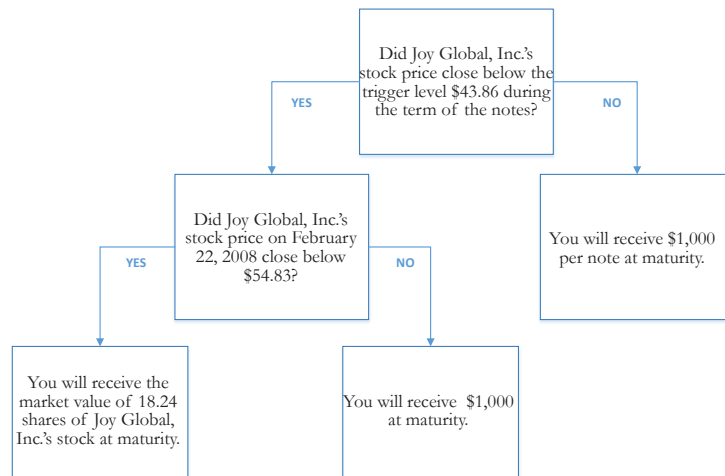 Did Joy Global, Inc.'s
stock price close below the
trigger level $43.86 during
the term of the notes?
YES
NO
Did Joy Global, Inc.'s
stock price on February
22, 2008 close below
$54.83?
You will receive $1,000
per note at maturity.
YES
NO
You will receive the
market value of 18.24
shares of Joy Global,
Inc.'s stock at maturity.
You will receive $1,000
at maturity.